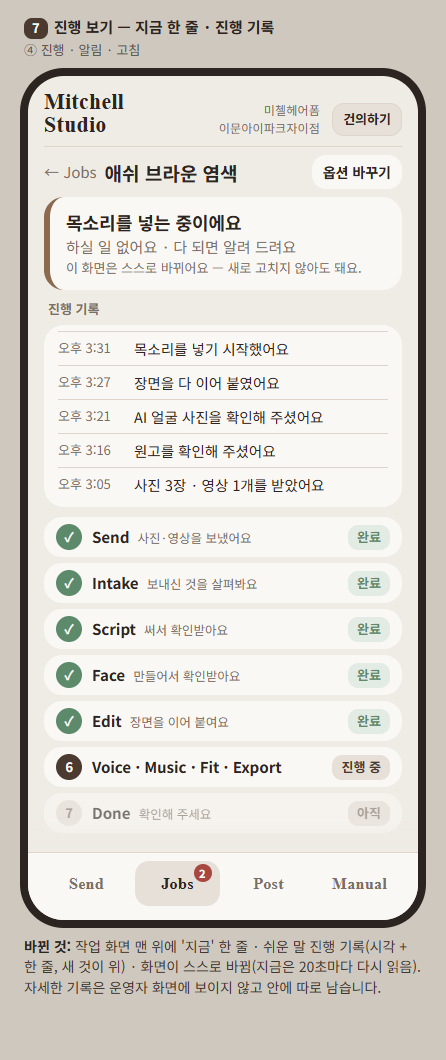 7 진행 보기 — 지금 한 줄 · 진행 기록
④ 진행 · 알림 · 고침
Mitchell
Studio
미첼헤어폼
이문아이파크자이점
건의하기
← Jobs 애쉬 브라운 염색
옵션 바꾸기
목소리를 넣는 중이에요
하실 일 없어요 · 다 되면 알려 드려요
이 화면은 스스로 바뀌어요 — 새로 고치지 않아도 돼요.
진행 기록
오후 3:31 목소리를 넣기 시작했어요
오후 3:27 장면을 다 이어 붙였어요
오후 3:21 AI 얼굴 사진을 확인해 주셨어요
오후 3:16 원고를 확인해 주셨어요
오후 3:05 사진 3장 · 영상 1개를 받았어요
✓ Send 사진·영상을 보냈어요 완료
✓ Intake 보내신 것을 살펴봐요 완료
✓ Script 써서 확인받아요 완료
✓ Face 만들어서 확인받아요 완료
✓ Edit 장면을 이어 붙여요 완료
6 Voice · Music · Fit · Export 진행 중
7 Done 확인해 주세요 아직
Send Jobs 2 Post Manual
바뀐 것: 작업 화면 맨 위에 '지금' 한 줄 · 쉬운 말 진행 기록(시각 +
한 줄, 새 것이 위) · 화면이 스스로 바뀜(지금은 20초마다 다시 읽음).
자세한 기록은 운영자 화면에 보이지 않고 안에 따로 남습니다.